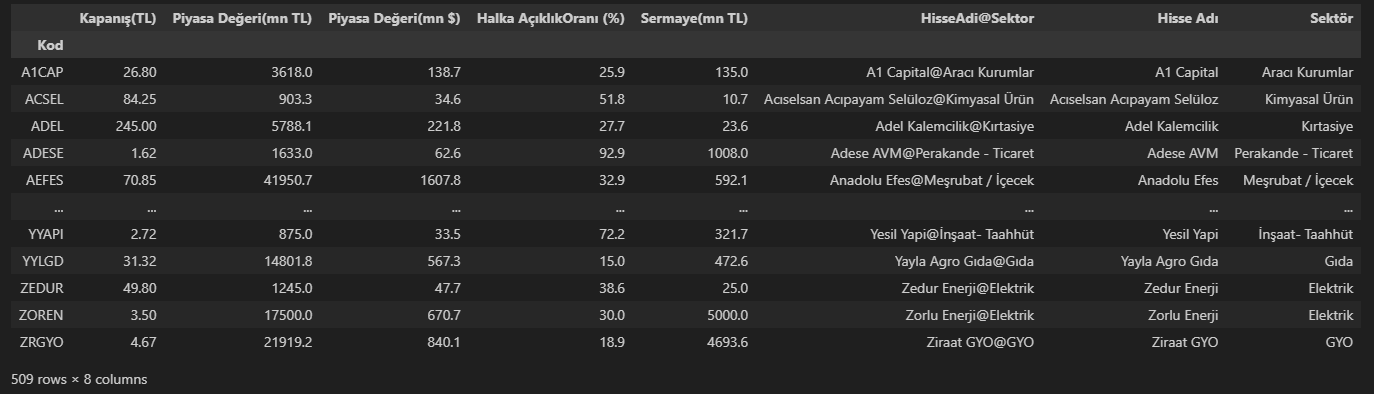 Kapanış(TL) Piyasa Değeri(mn TL) Piyasa Değeri(mn $) Halka AçıklıkOranı (%) Sermaye(mn TL) HisseAdi@Sektor Hisse Adı Sektör
Kod
A1CAP 26.80 3618.0 138.7 25.9 135.0 A1 Capital@Aracı Kurumlar A1 Capital Aracı Kurumlar
ACSEL 84.25 903.3 34.6 51.8 10.7 Acıselsan Acıpayam Selüloz@Kimyasal Ürün Acıselsan Acıpayam Selüloz Kimyasal Ürün
ADEL 245.00 5788.1 221.8 27.7 23.6 Adel Kalemcilik@Kırtasiye Adel Kalemcilik Kırtasiye
ADESE 1.62 1633.0 62.6 92.9 1008.0 Adese AVM@Perakande - Ticaret Adese AVM Perakande - Ticaret
AEFES 70.85 41950.7 1607.8 32.9 592.1 Anadolu Efes@Meşrubat / İçecek Anadolu Efes Meşrubat / İçecek
... ... ... ... ... ... ... ... ...
YYAPI 2.72 875.0 33.5 72.2 321.7 Yesil Yapi@İnşaat- Taahhüt Yesil Yapi İnşaat- Taahhüt
YYLGD 31.32 14801.8 567.3 15.0 472.6 Yayla Agro Gıda@Gıda Yayla Agro Gıda Gıda
ZEDUR 49.80 1245.0 47.7 38.6 25.0 Zedur Enerji@Elektrik Zedur Enerji Elektrik
ZOREN 3.50 17500.0 670.7 30.0 5000.0 Zorlu Enerji@Elektrik Zorlu Enerji Elektrik
ZRGYO 4.67 21919.2 840.1 18.9 4693.6 Ziraat GYO@GYO Ziraat GYO GYO
509 rows × 8 columns